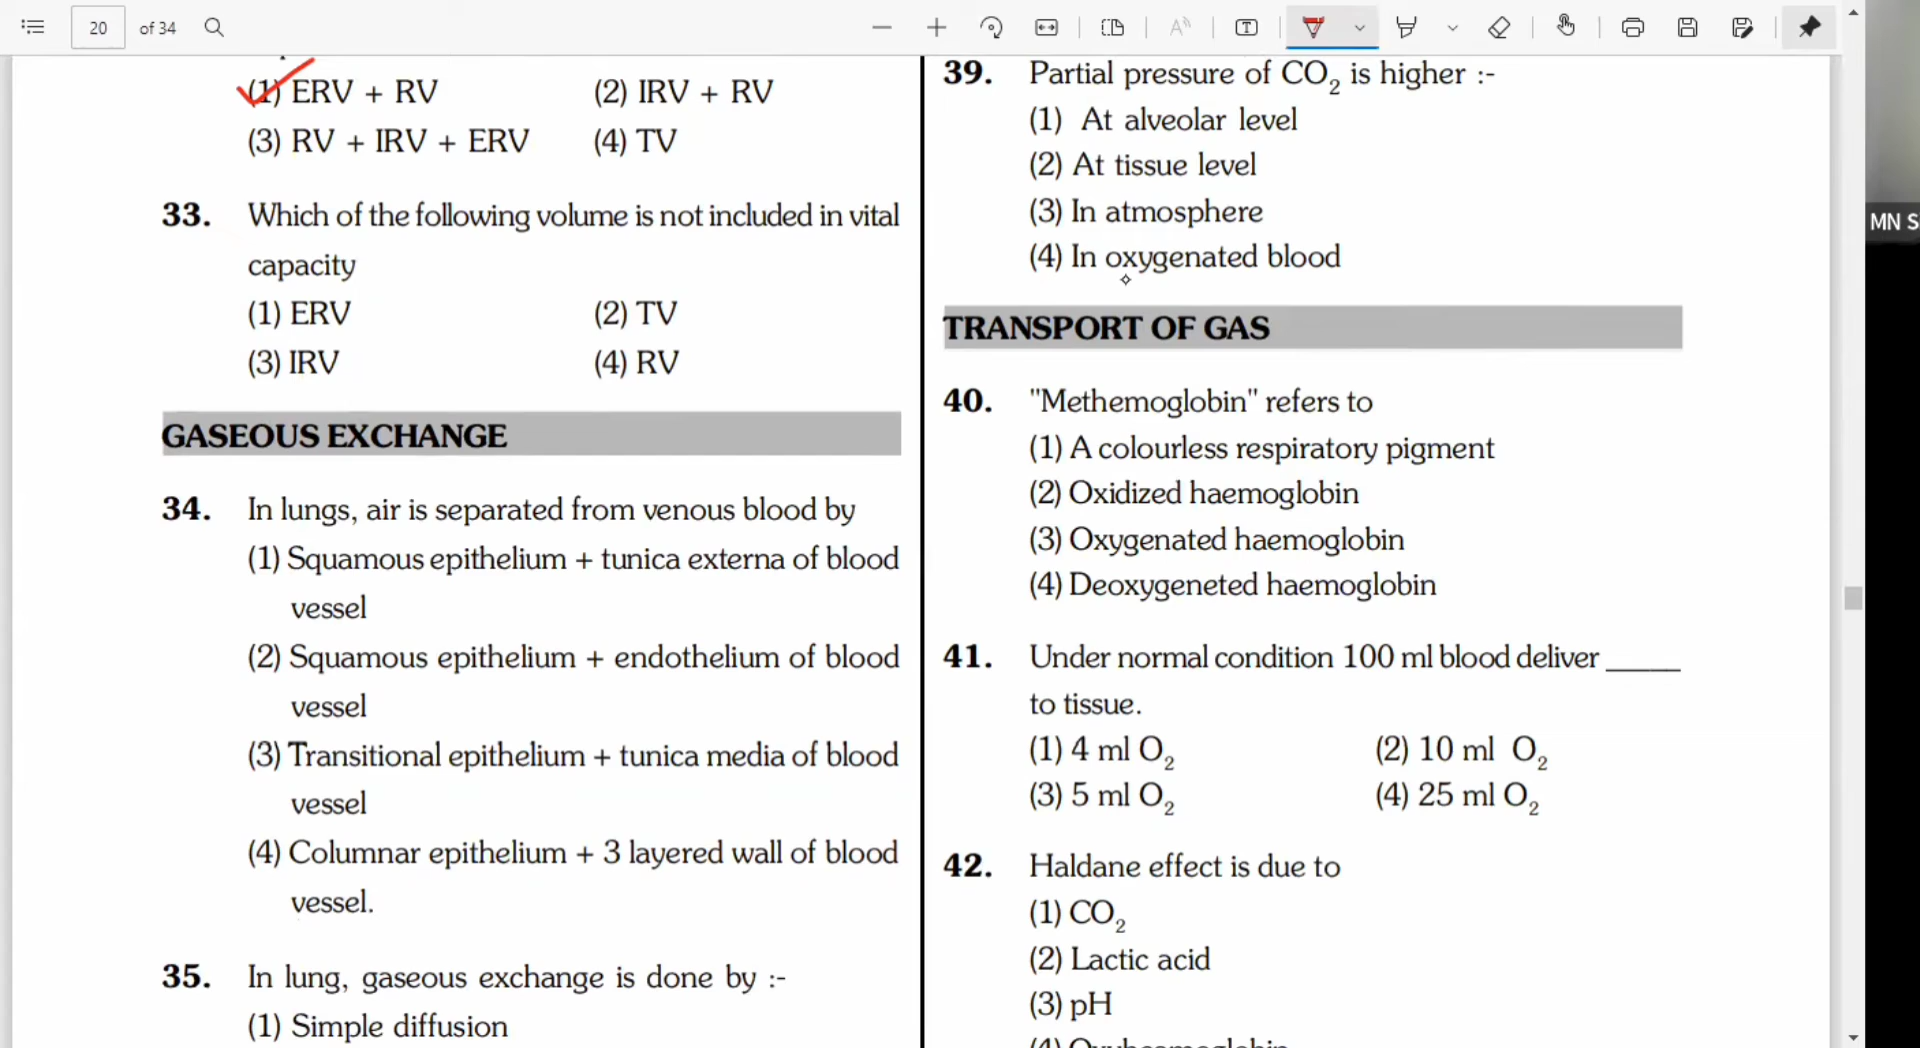 20 of 34
(1) ERV + RV (2) IRV + RV
(3) RV + IRV + ERV (4) TV
33. Which of the following volume is not included in vital
capacity
(1) ERV (2) TV
(3) IRV (4) RV
GASEOUS EXCHANGE
34. In lungs, air is separated from venous blood by
(1) Squamous epithelium + tunica externa of blood
vessel
(2) Squamous epithelium + endothelium of blood
vessel
(3) Transitional epithelium + tunica media of blood
vessel
(4) Columnar epithelium + 3 layered wall of blood
vessel.
35. In lung, gaseous exchange is done by :-
(1) Simple diffusion
39. Partial pressure of CO₂ is higher :-
(1) At alveolar level
(2) At tissue level
(3) In atmosphere
(4) In oxygenated blood
TRANSPORT OF GAS
40. "Methemoglobin" refers to
(1) A colourless respiratory pigment
(2) Oxidized haemoglobin
(3) Oxygenated haemoglobin
(4) Deoxygeneted haemoglobin
41. Under normal condition 100 ml blood deliver _____
to tissue.
(1) 4 ml O₂ (2) 10 ml O₂
(3) 5 ml O₂ (4) 25 ml O₂
42. Haldane effect is due to
(1) CO₂
(2) Lactic acid
(3) pH
MN S